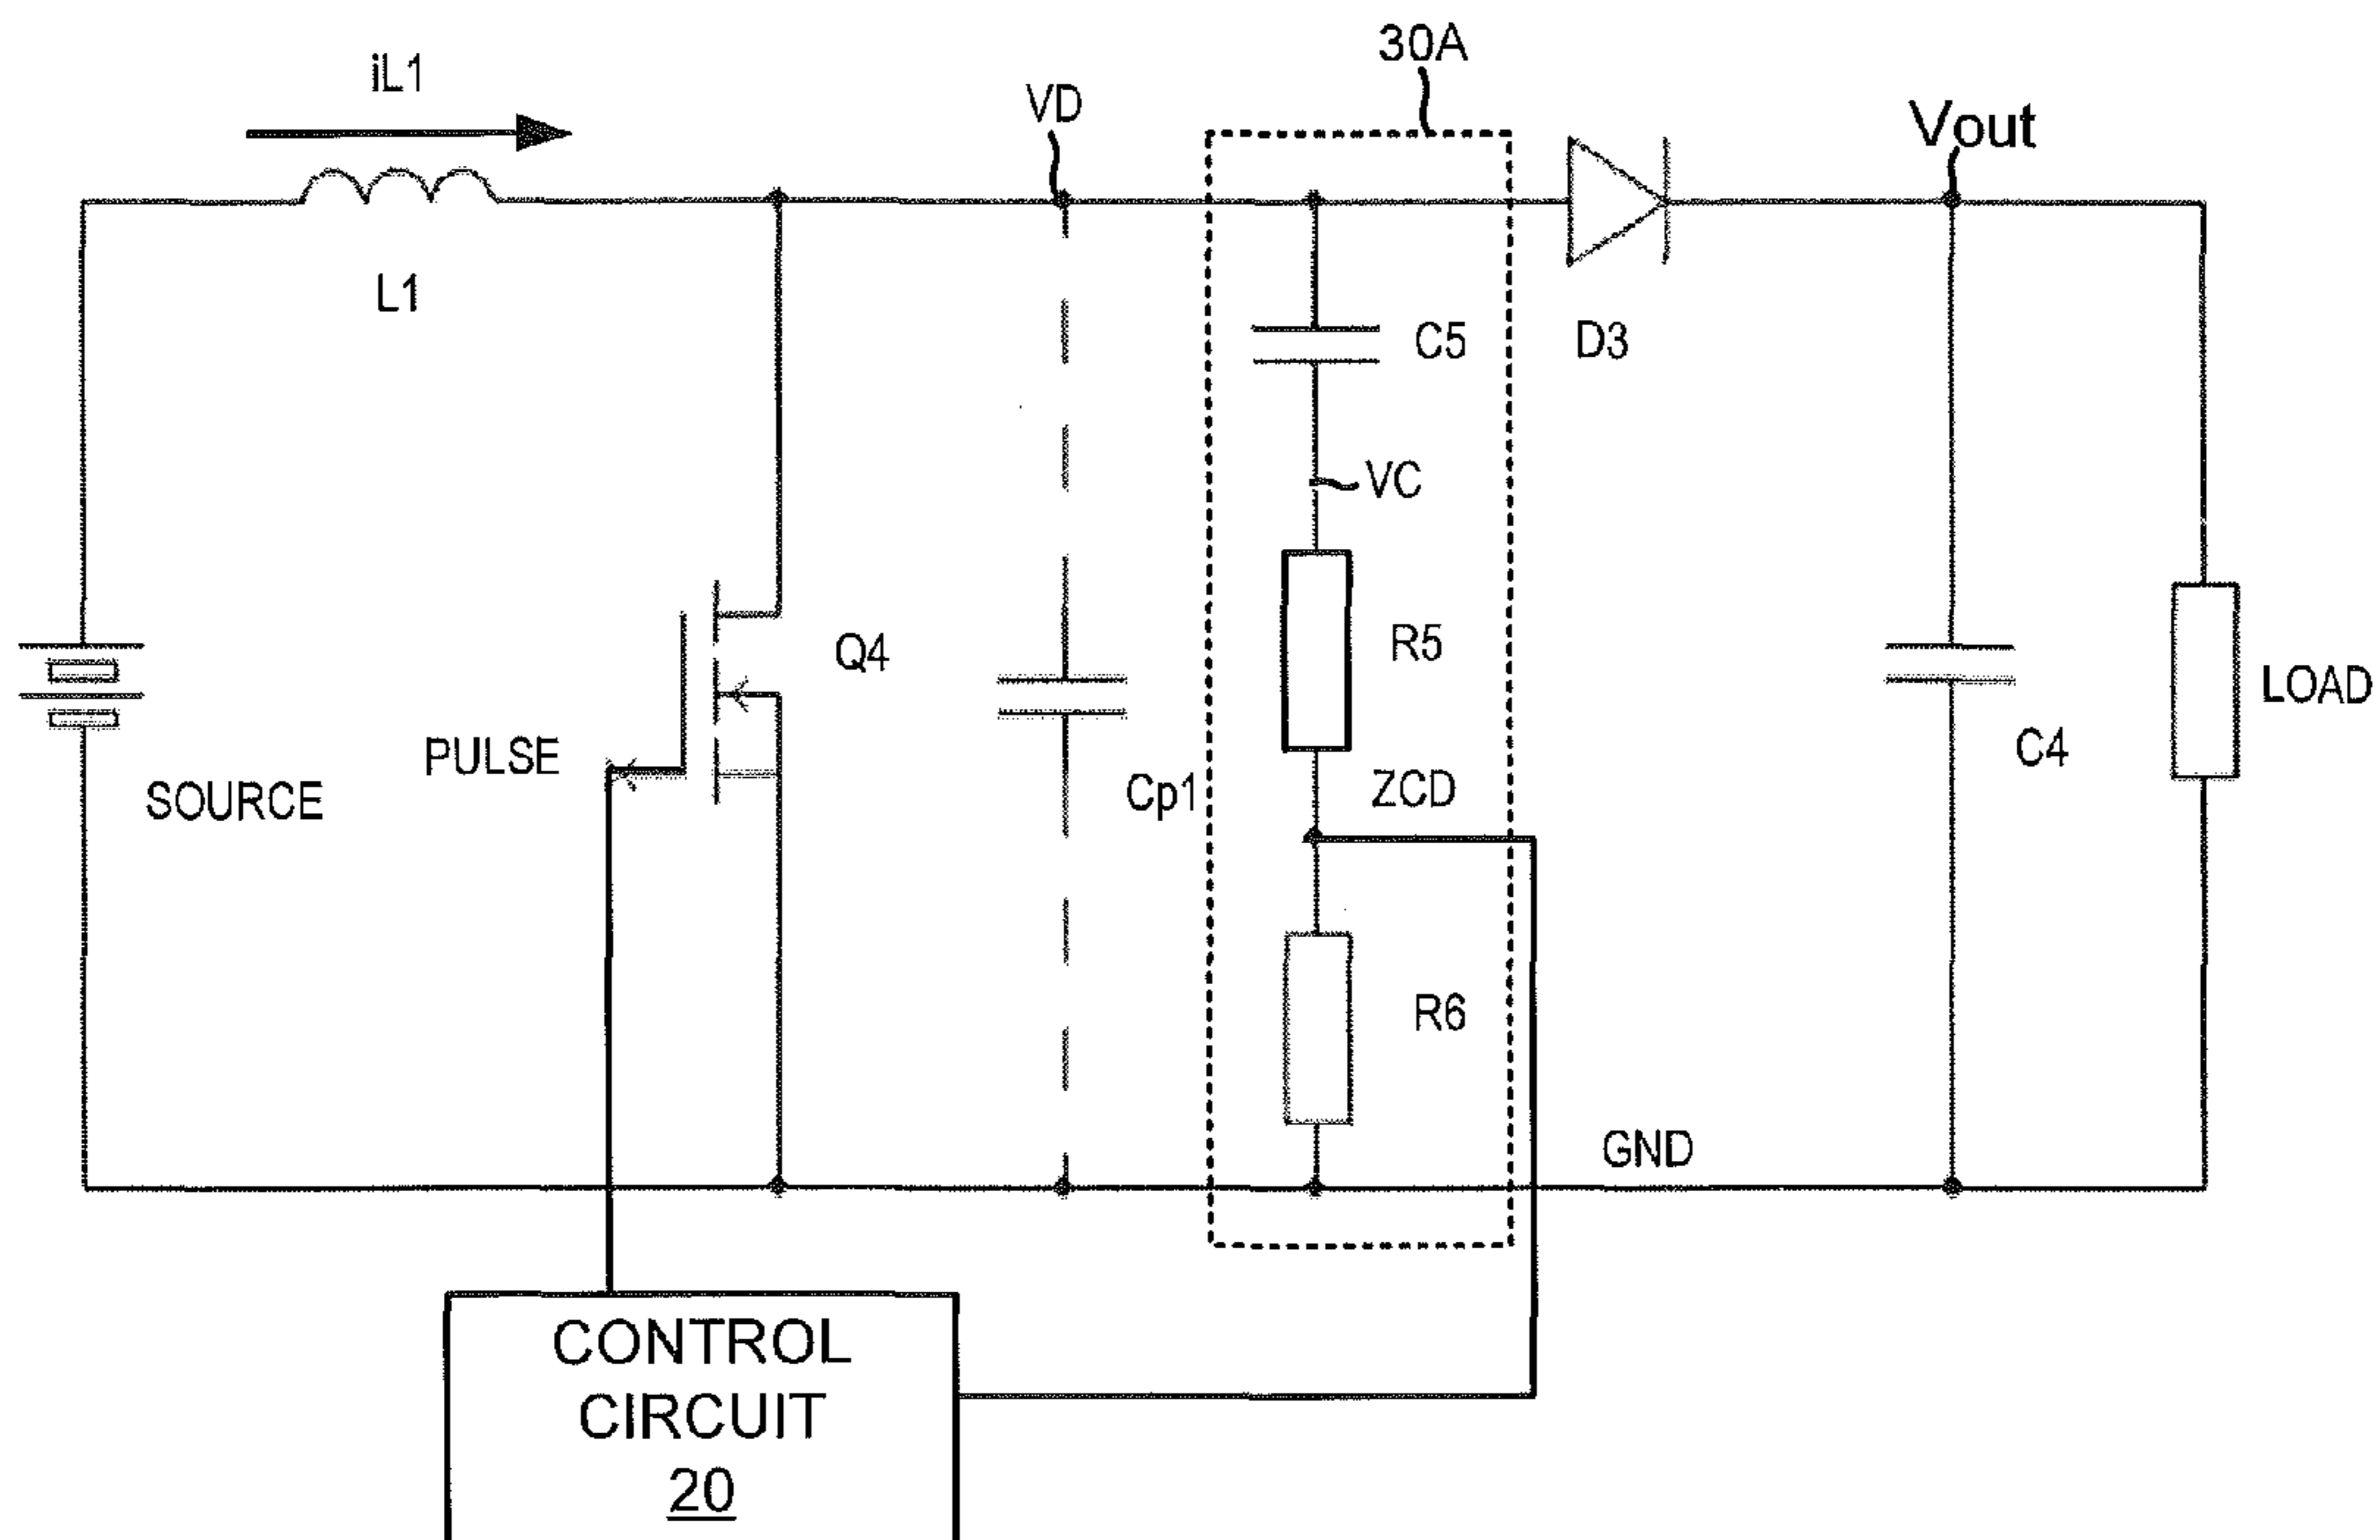 30A
iL1
VD
Vout
L1
C5
D3
VC
R5
Q4
LOAD
PULSE
ZCD
C4
SOURCE
Cp1
R6
GND
CONTROL
CIRCUIT
20